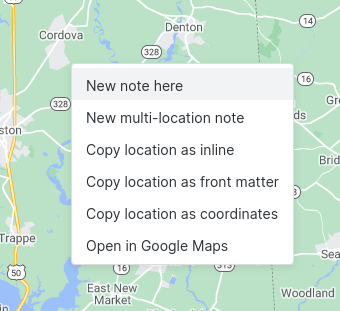 Cordova
Denton
14
328
New note here
16
328
New multi-location note
Copy location as inline
Copy location as front matter
Copy location as coordinates
Trappe
Open in Google Maps
50
16
313
East New
Market
Woodland